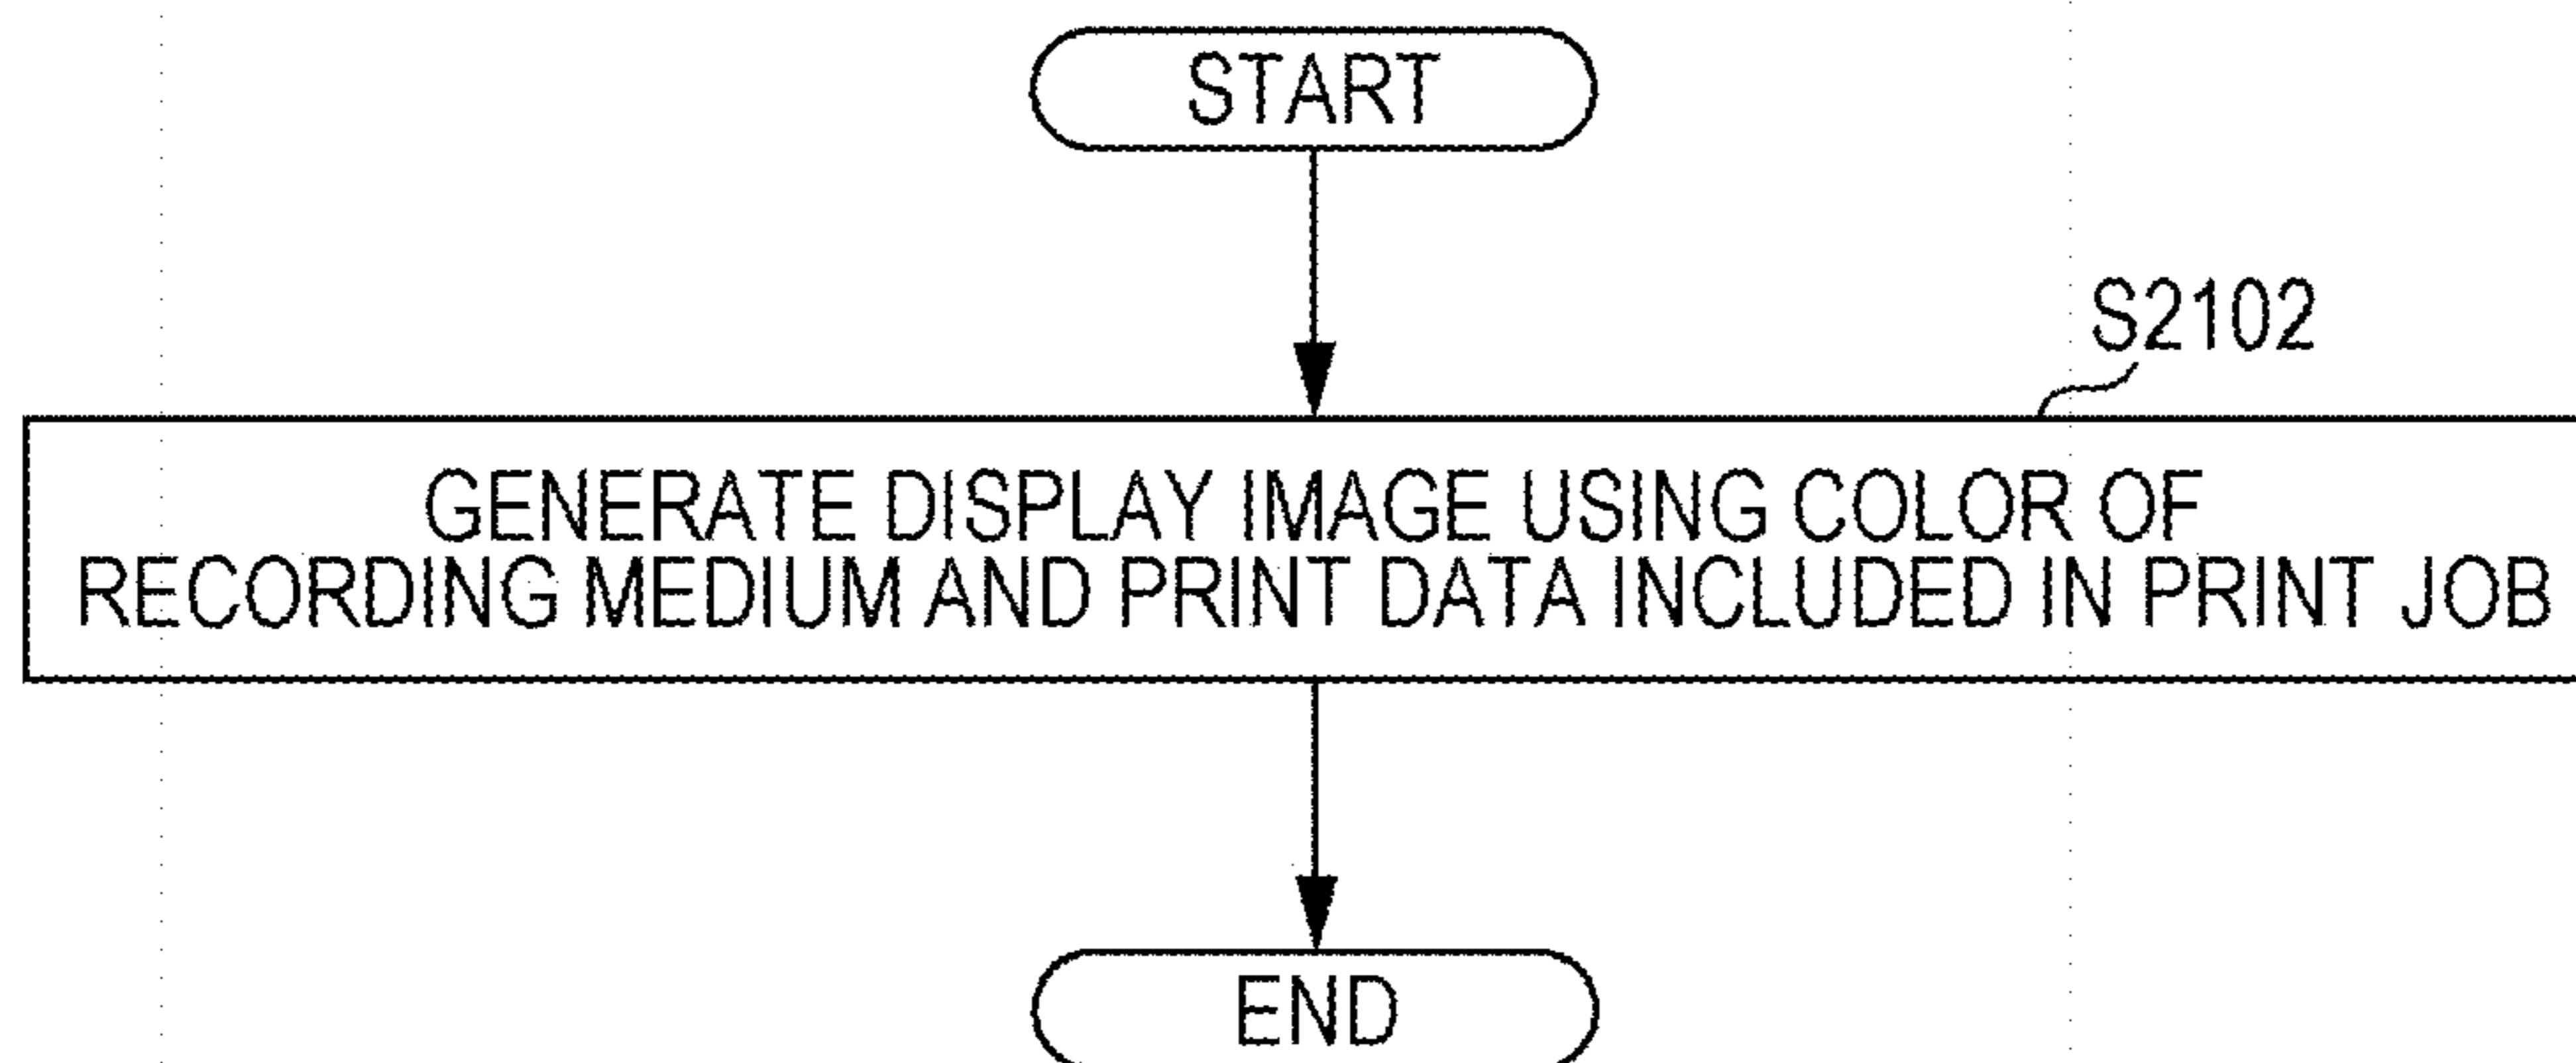 START
S2102
GENERATE DISPLAY IMAGE USING COLOR OF
RECORDING MEDIUM AND PRINT DATA INCLUDED IN PRINT JOB
END